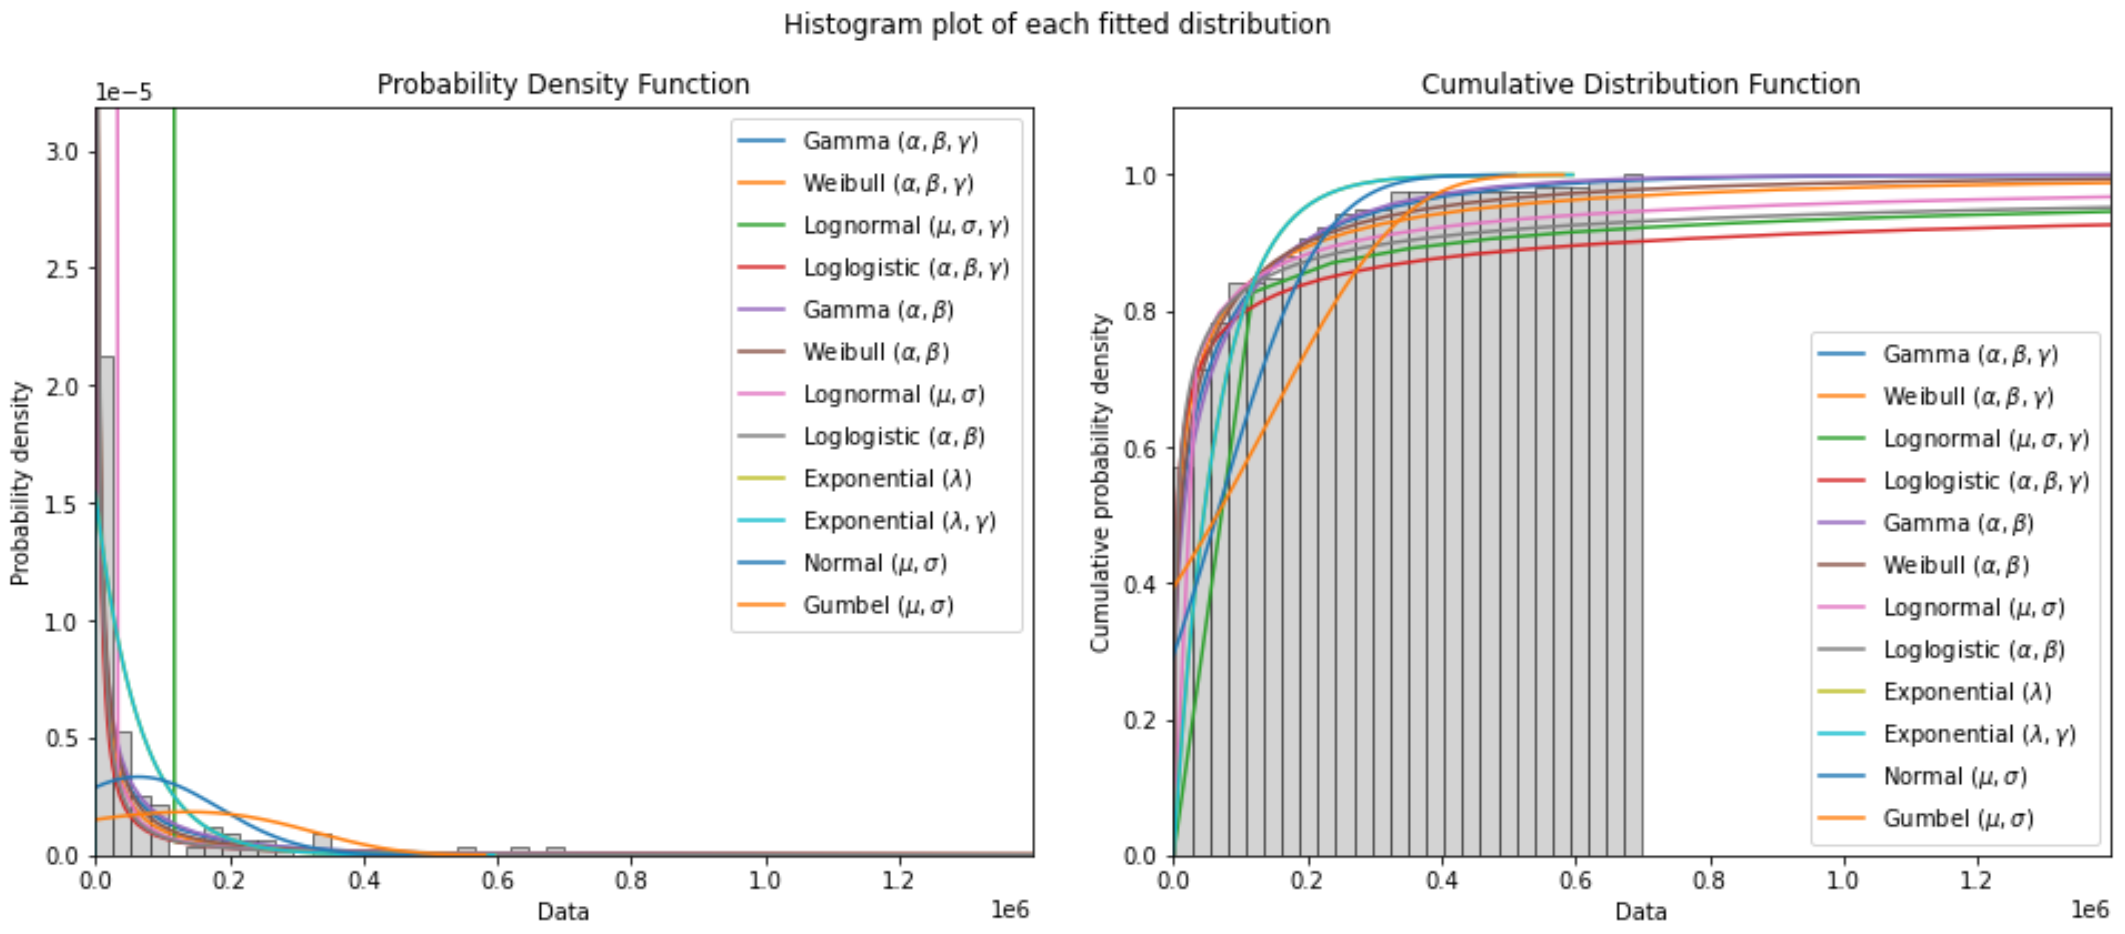 Histogram plot of each fitted distribution
Probability Density Function
1e−5
3.0
2.5
2.0
1.5
1.0
0.5
0.0
Probability density
0.0 0.2 0.4 0.6 0.8 1.0 1.2
Data
1e6
Gamma (α, β, γ)
Weibull (α, β, γ)
Lognormal (μ, σ, γ)
Loglogistic (α, β, γ)
Gamma (α, β)
Weibull (α, β)
Lognormal (μ, σ)
Loglogistic (α, β)
Exponential (λ)
Exponential (λ, γ)
Normal (μ, σ)
Gumbel (μ, σ)
Cumulative Distribution Function
1.0
0.8
0.6
0.4
0.2
0.0
Cumulative probability density
0.0 0.2 0.4 0.6 0.8 1.0 1.2
Data
1e6
Gamma (α, β, γ)
Weibull (α, β, γ)
Lognormal (μ, σ, γ)
Loglogistic (α, β, γ)
Gamma (α, β)
Weibull (α, β)
Lognormal (μ, σ)
Loglogistic (α, β)
Exponential (λ)
Exponential (λ, γ)
Normal (μ, σ)
Gumbel (μ, σ)